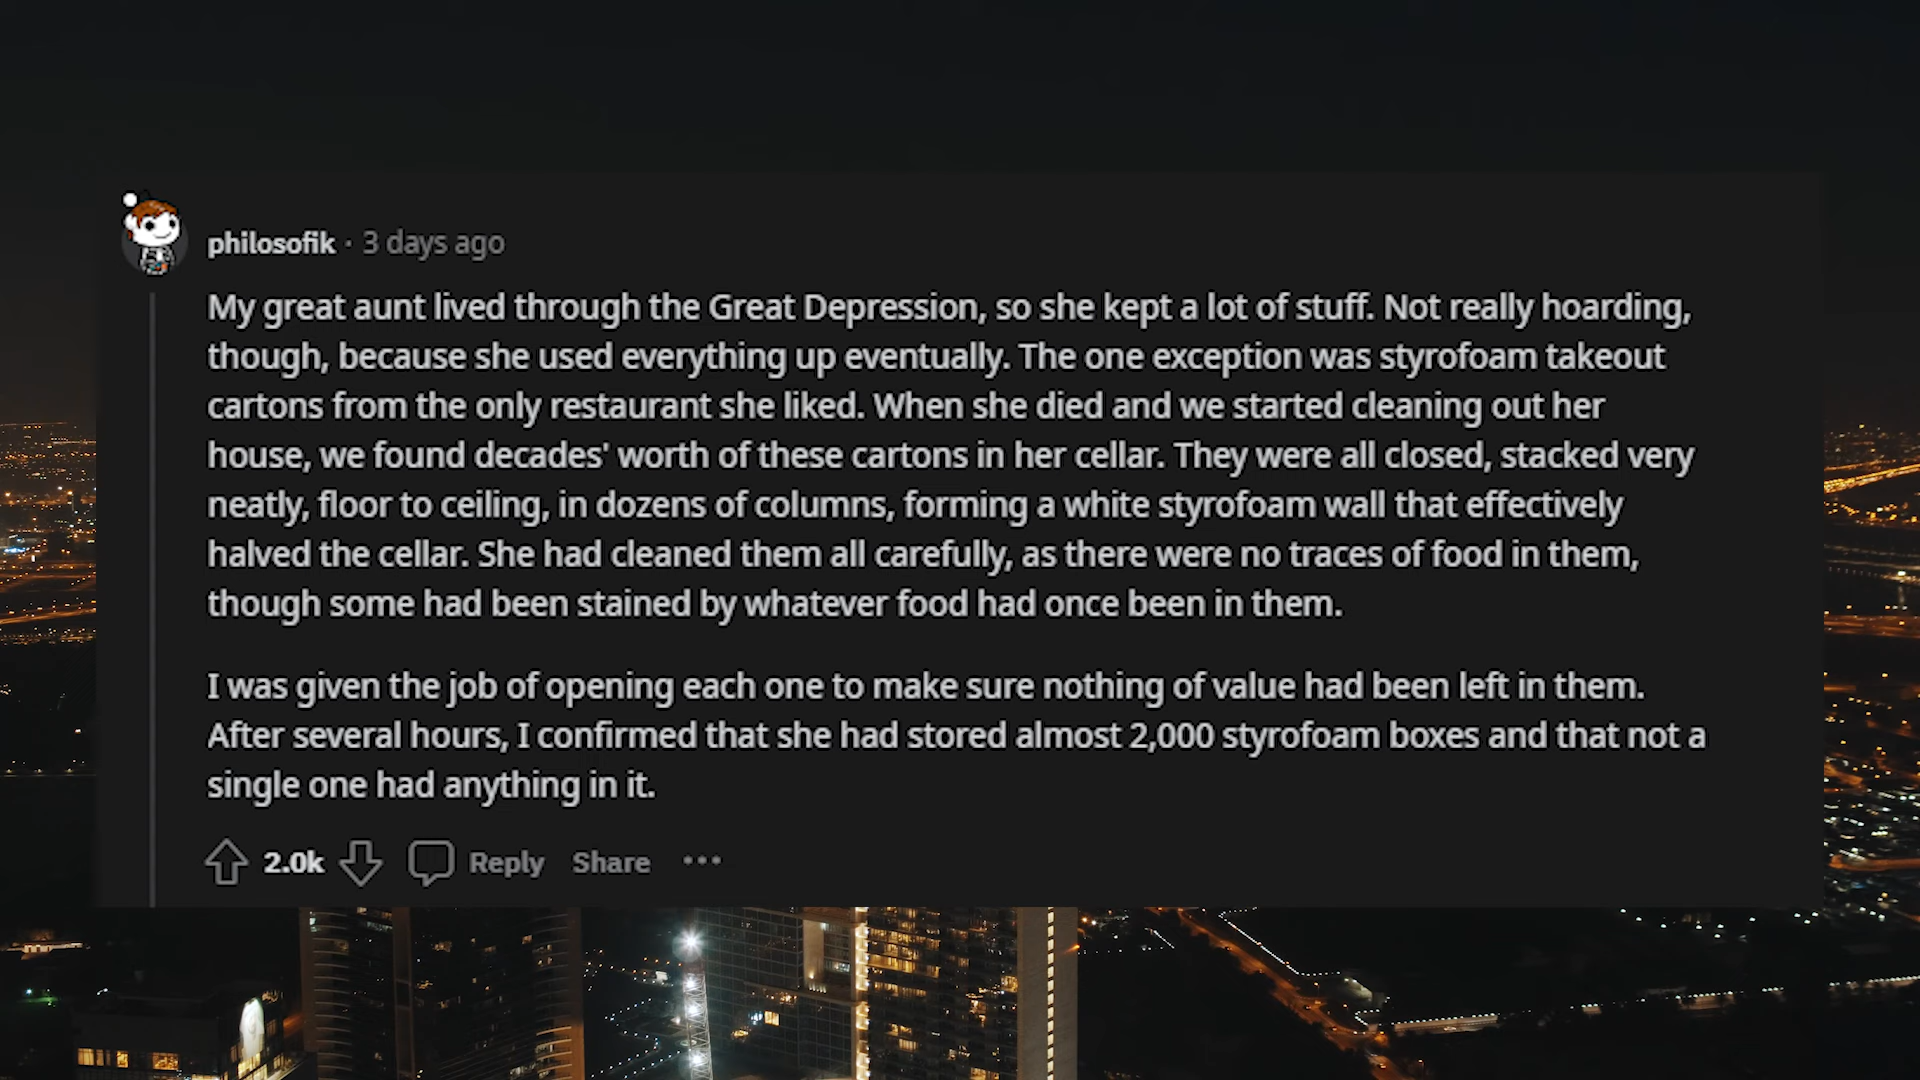 philosofik · 3 days ago
My great aunt lived through the Great Depression, so she kept a lot of stuff. Not really hoarding,
though, because she used everything up eventually. The one exception was styrofoam takeout
cartons from the only restaurant she liked. When she died and we started cleaning out her
house, we found decades' worth of these cartons in her cellar. They were all closed, stacked very
neatly, floor to ceiling, in dozens of columns, forming a white styrofoam wall that effectively
halved the cellar. She had cleaned them all carefully, as there were no traces of food in them,
though some had been stained by whatever food had once been in them.
I was given the job of opening each one to make sure nothing of value had been left in them.
After several hours, I confirmed that she had stored almost 2,000 styrofoam boxes and that not a
single one had anything in it.
2.0k Reply Share ···